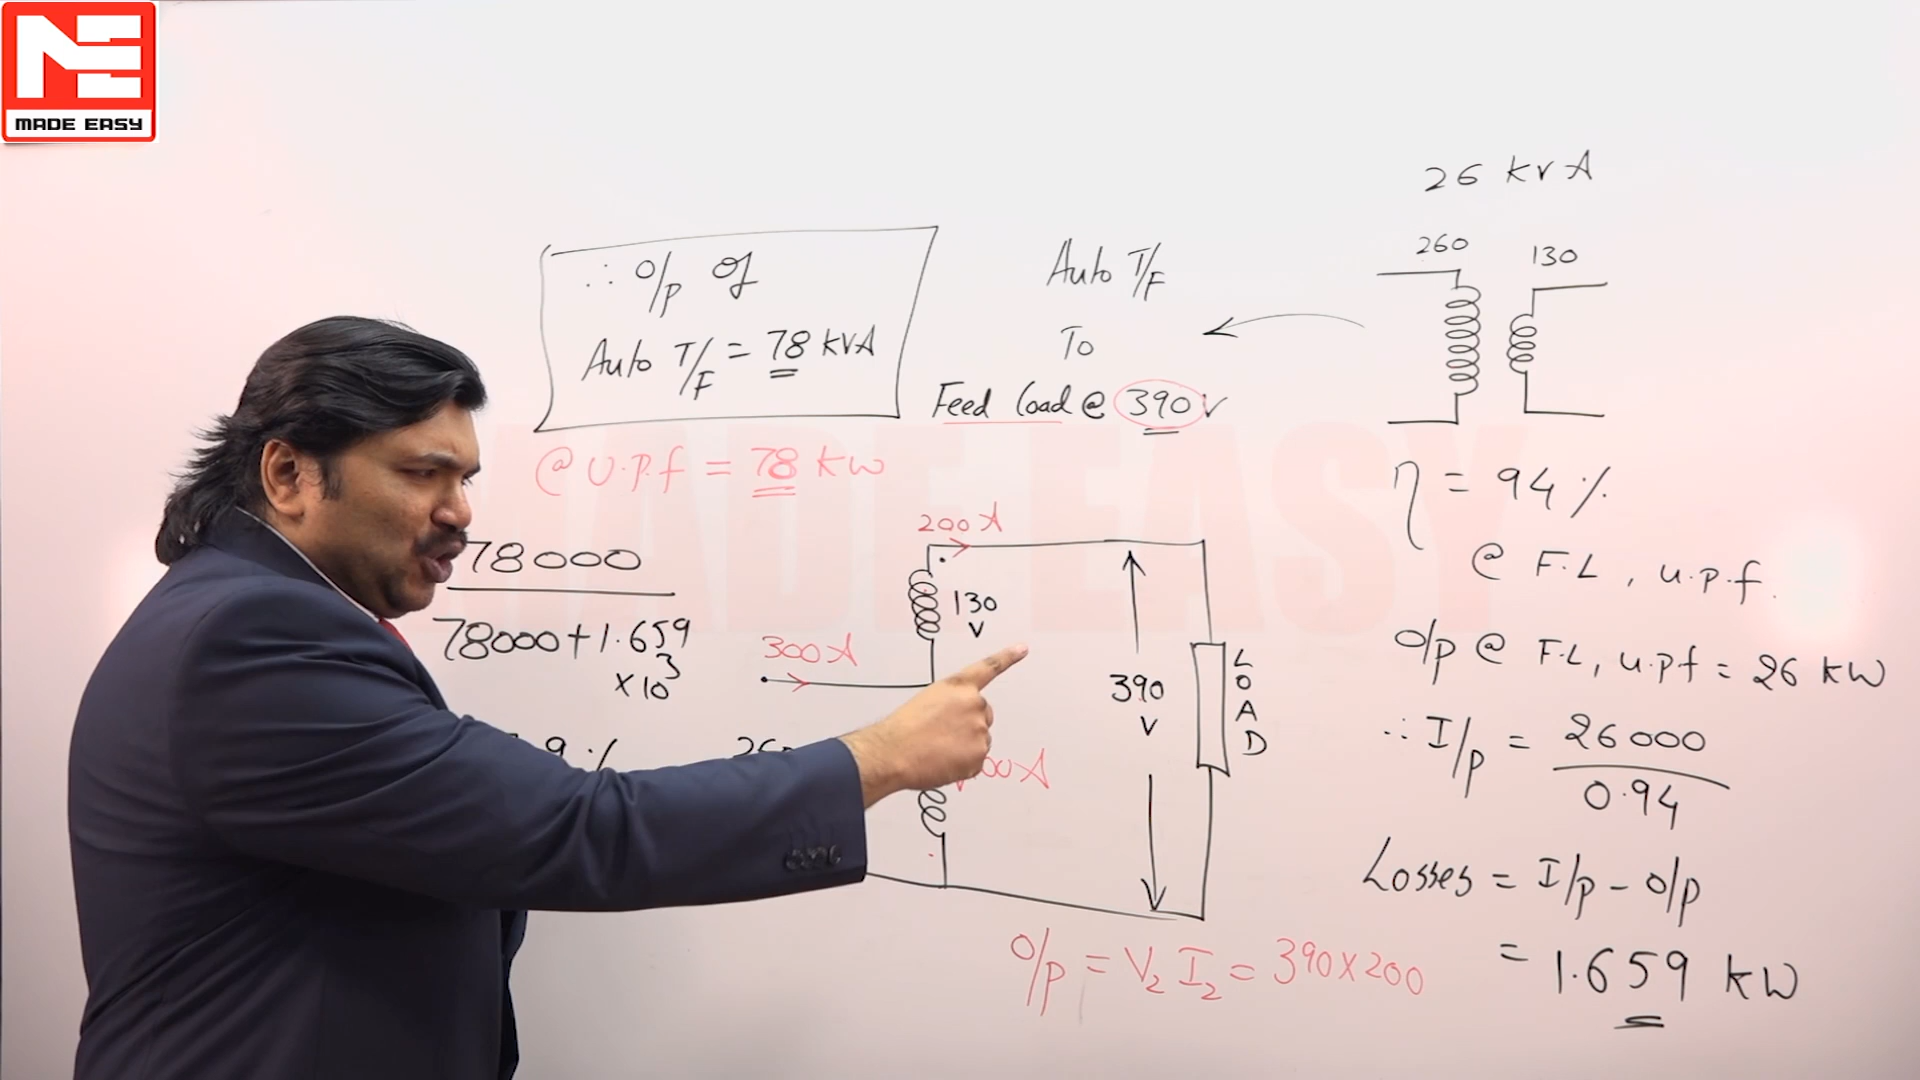 MADE EASY
MADE EASY
∴ O/p of
Auto T/F = 78 kVA
@ u.p.f = 78 kW
Auto T/F
To
Feed load @ 390 V
26 kVA
260
130
η = 94 %
@ F.L, u.p.f.
O/p @ F.L, u.p.f = 26 kW
∴ I/p = 26000
0.94
Losses = I/p - O/p
= 1.659 kW
78000
78000 + 1.659
× 10³
200 A
130
V
300 A
390
V
LOAD
O/p = V₂ I₂ = 390 × 200